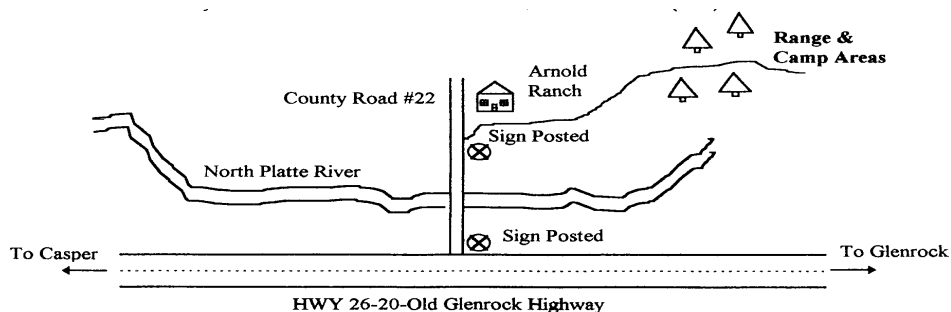 Range &
Camp Areas
Arnold
Ranch
County Road #22
Sign Posted
North Platte River
Sign Posted
To Casper
To Glenrock
HWY 26-20-Old Glenrock Highway